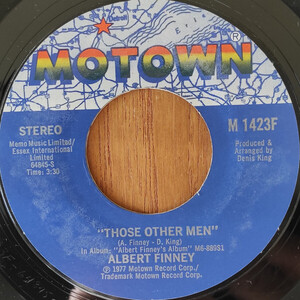 MOTOWN®
STEREO
M 1423F
Memo Music Limited/
Essex International
Limited
64845-S
Time: 3:30
Produced &
Arranged by
Denis King
"THOSE OTHER MEN"
(A. Finney - D. King)
In Album: "Albert Finney's Album" M6-889S1
ALBERT FINNEY
℗ 1977 Motown Record Corp./
Trademark Motown Record Corp.